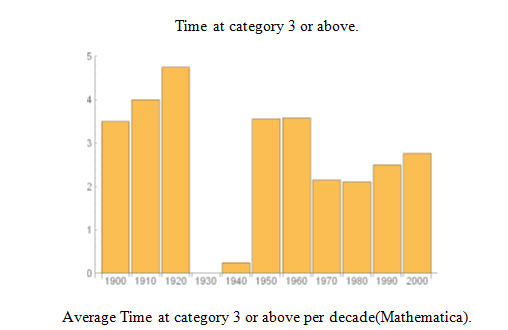 Time at category 3 or above.
5
4
3
2
1
0
1900 1910 1920 1930 1940 1950 1960 1970 1980 1990 2000
Average Time at category 3 or above per decade(Mathematica).